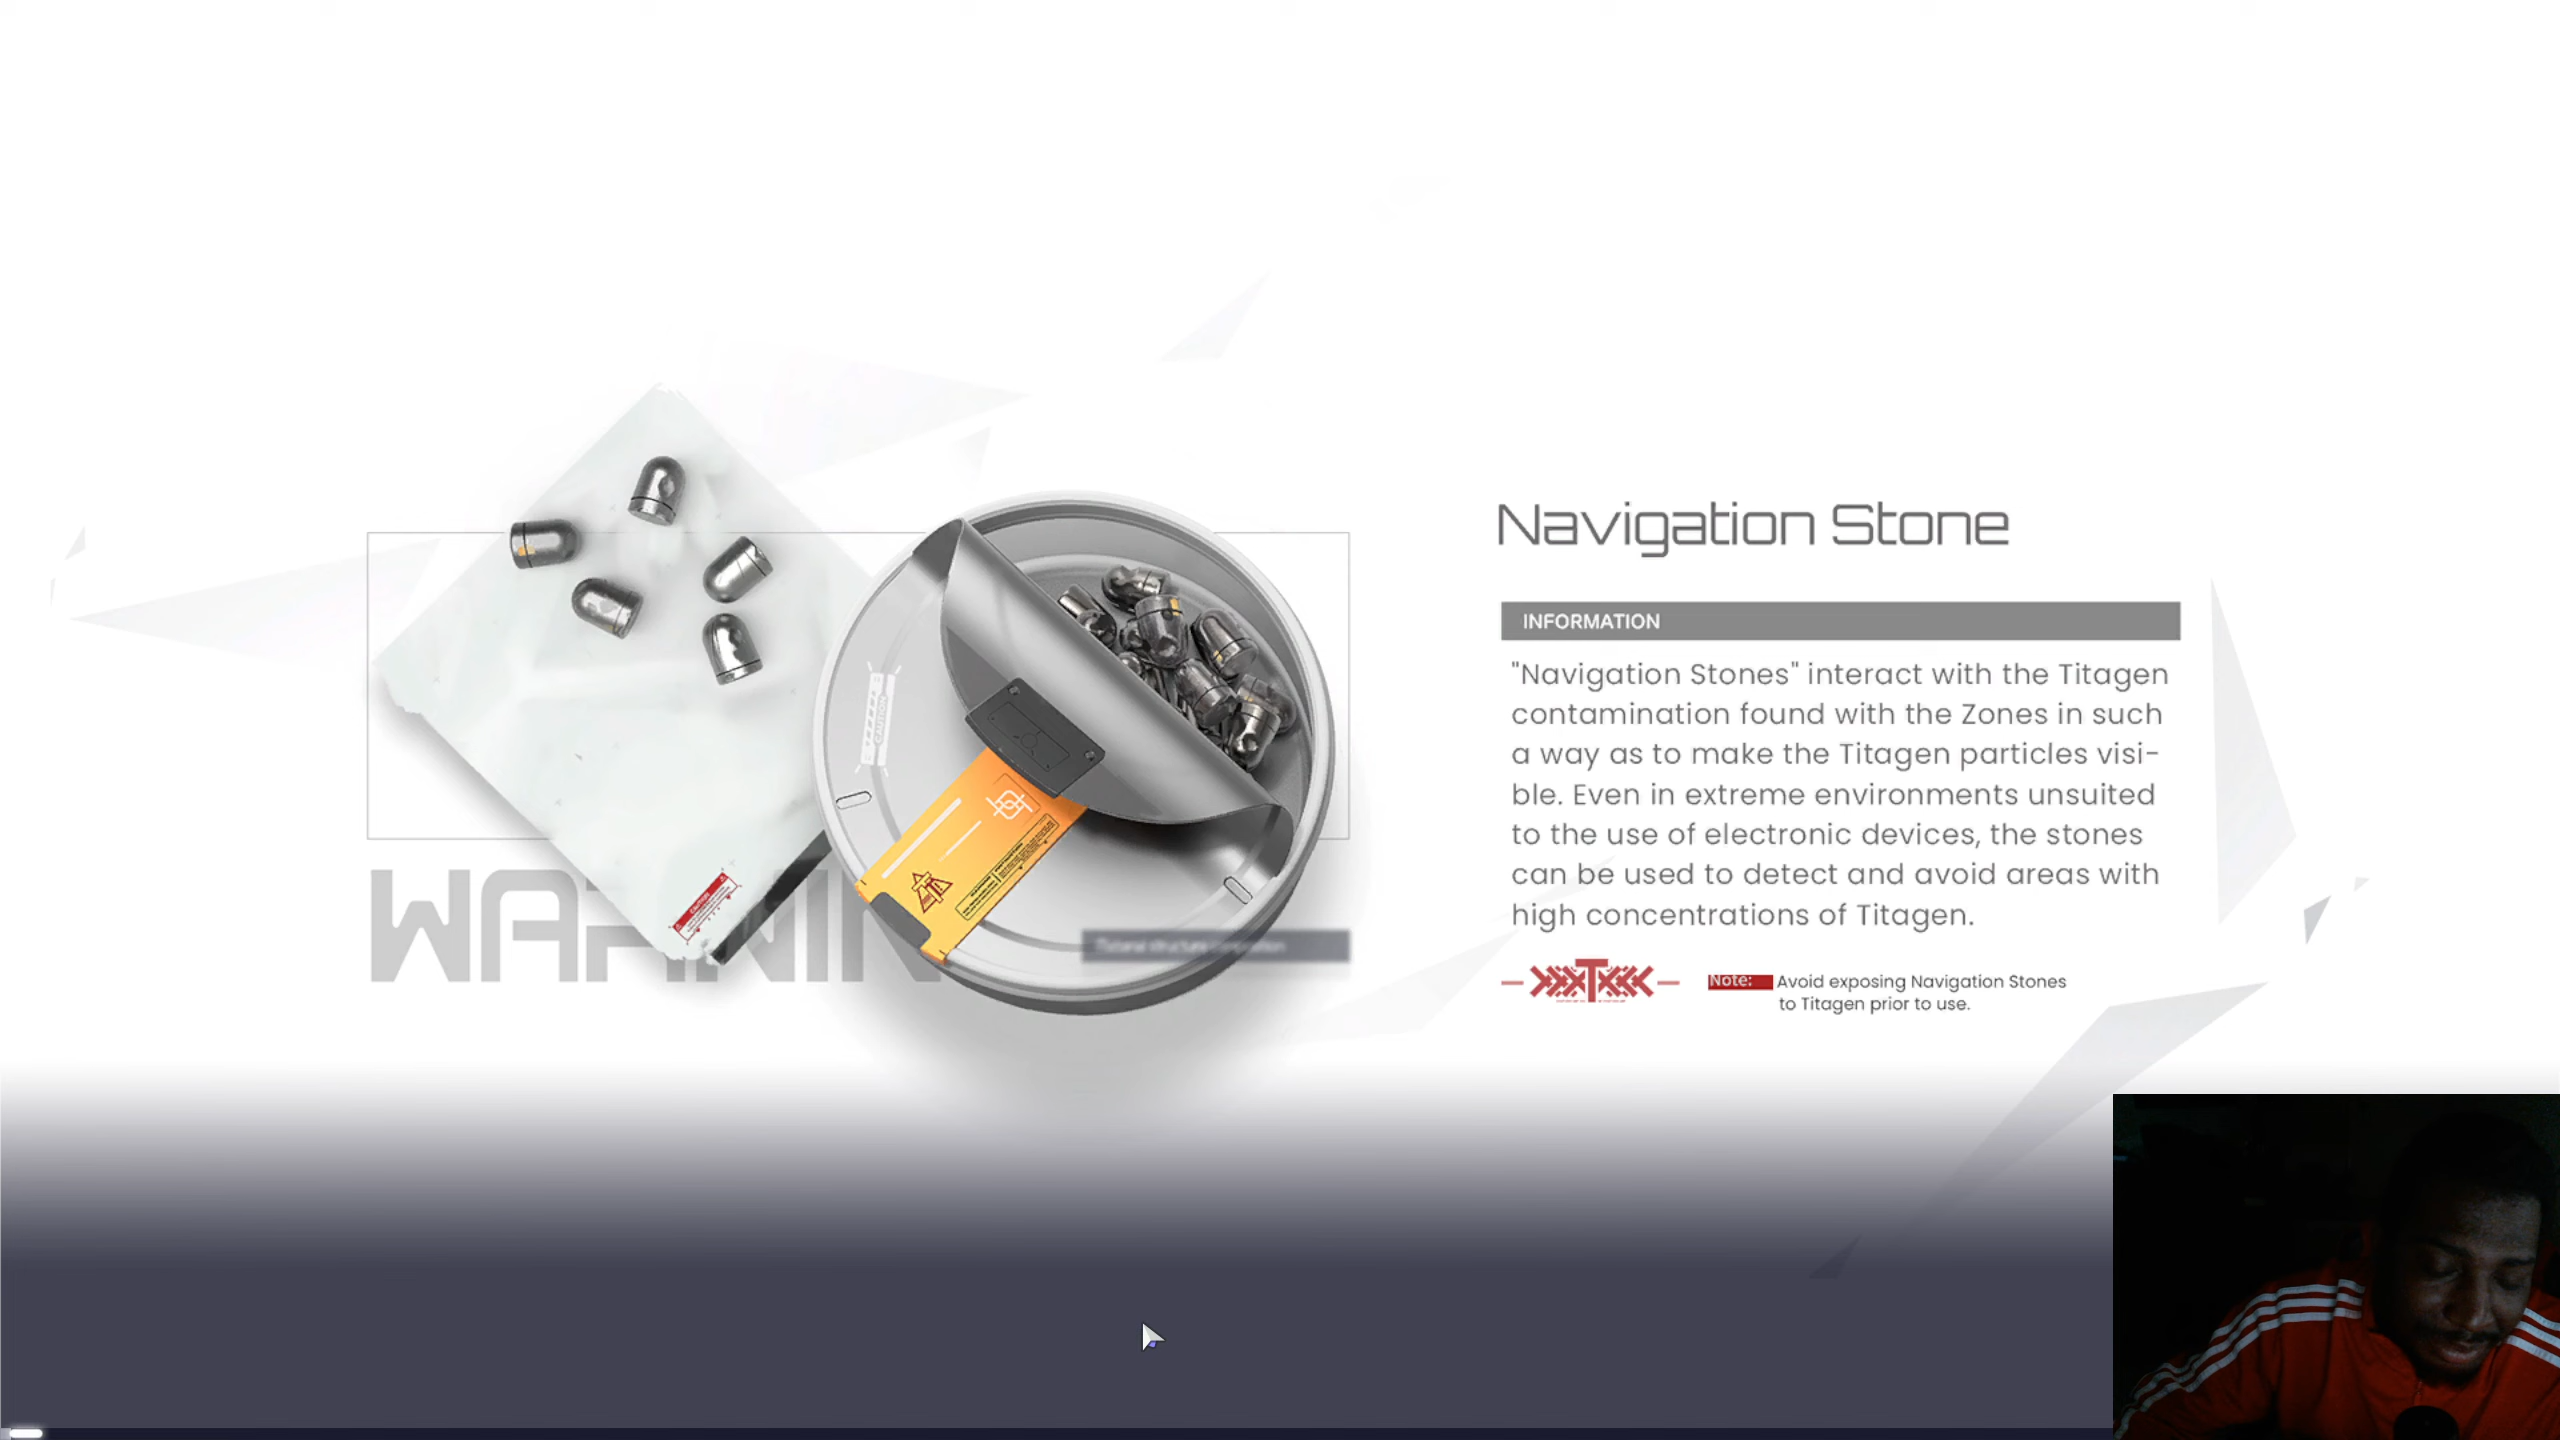 Navigation Stone
INFORMATION
"Navigation Stones" interact with the Titagen
contamination found with the Zones in such
a way as to make the Titagen particles visi-
ble. Even in extreme environments unsuited
to the use of electronic devices, the stones
can be used to detect and avoid areas with
high concentrations of Titagen.
Note: Avoid exposing Navigation Stones
to Titagen prior to use.
CAUTION
CAUTION